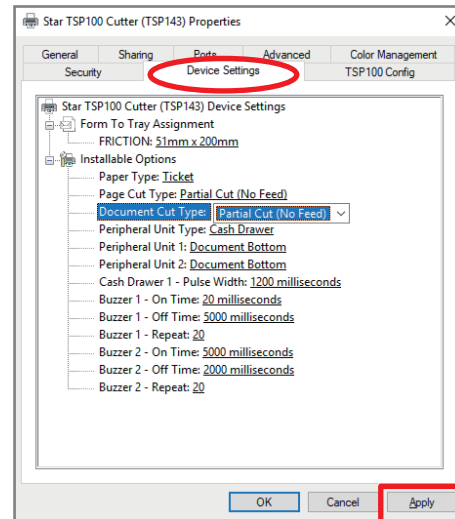 Star TSP100 Cutter (TSP143) Properties
General Sharing Ports Advanced Color Management
Security Device Settings TSP100 Config
Star TSP100 Cutter (TSP143) Device Settings
Form To Tray Assignment
FRICTION: 51mm x 200mm
Installable Options
Paper Type: Ticket
Page Cut Type: Partial Cut (No Feed)
Document Cut Type: Partial Cut (No Feed)
Peripheral Unit Type: Cash Drawer
Peripheral Unit 1: Document Bottom
Peripheral Unit 2: Document Bottom
Cash Drawer 1 - Pulse Width: 1200 milliseconds
Buzzer 1 - On Time: 20 milliseconds
Buzzer 1 - Off Time: 5000 milliseconds
Buzzer 1 - Repeat: 20
Buzzer 2 - On Time: 5000 milliseconds
Buzzer 2 - Off Time: 2000 milliseconds
Buzzer 2 - Repeat: 20
OK Cancel Apply